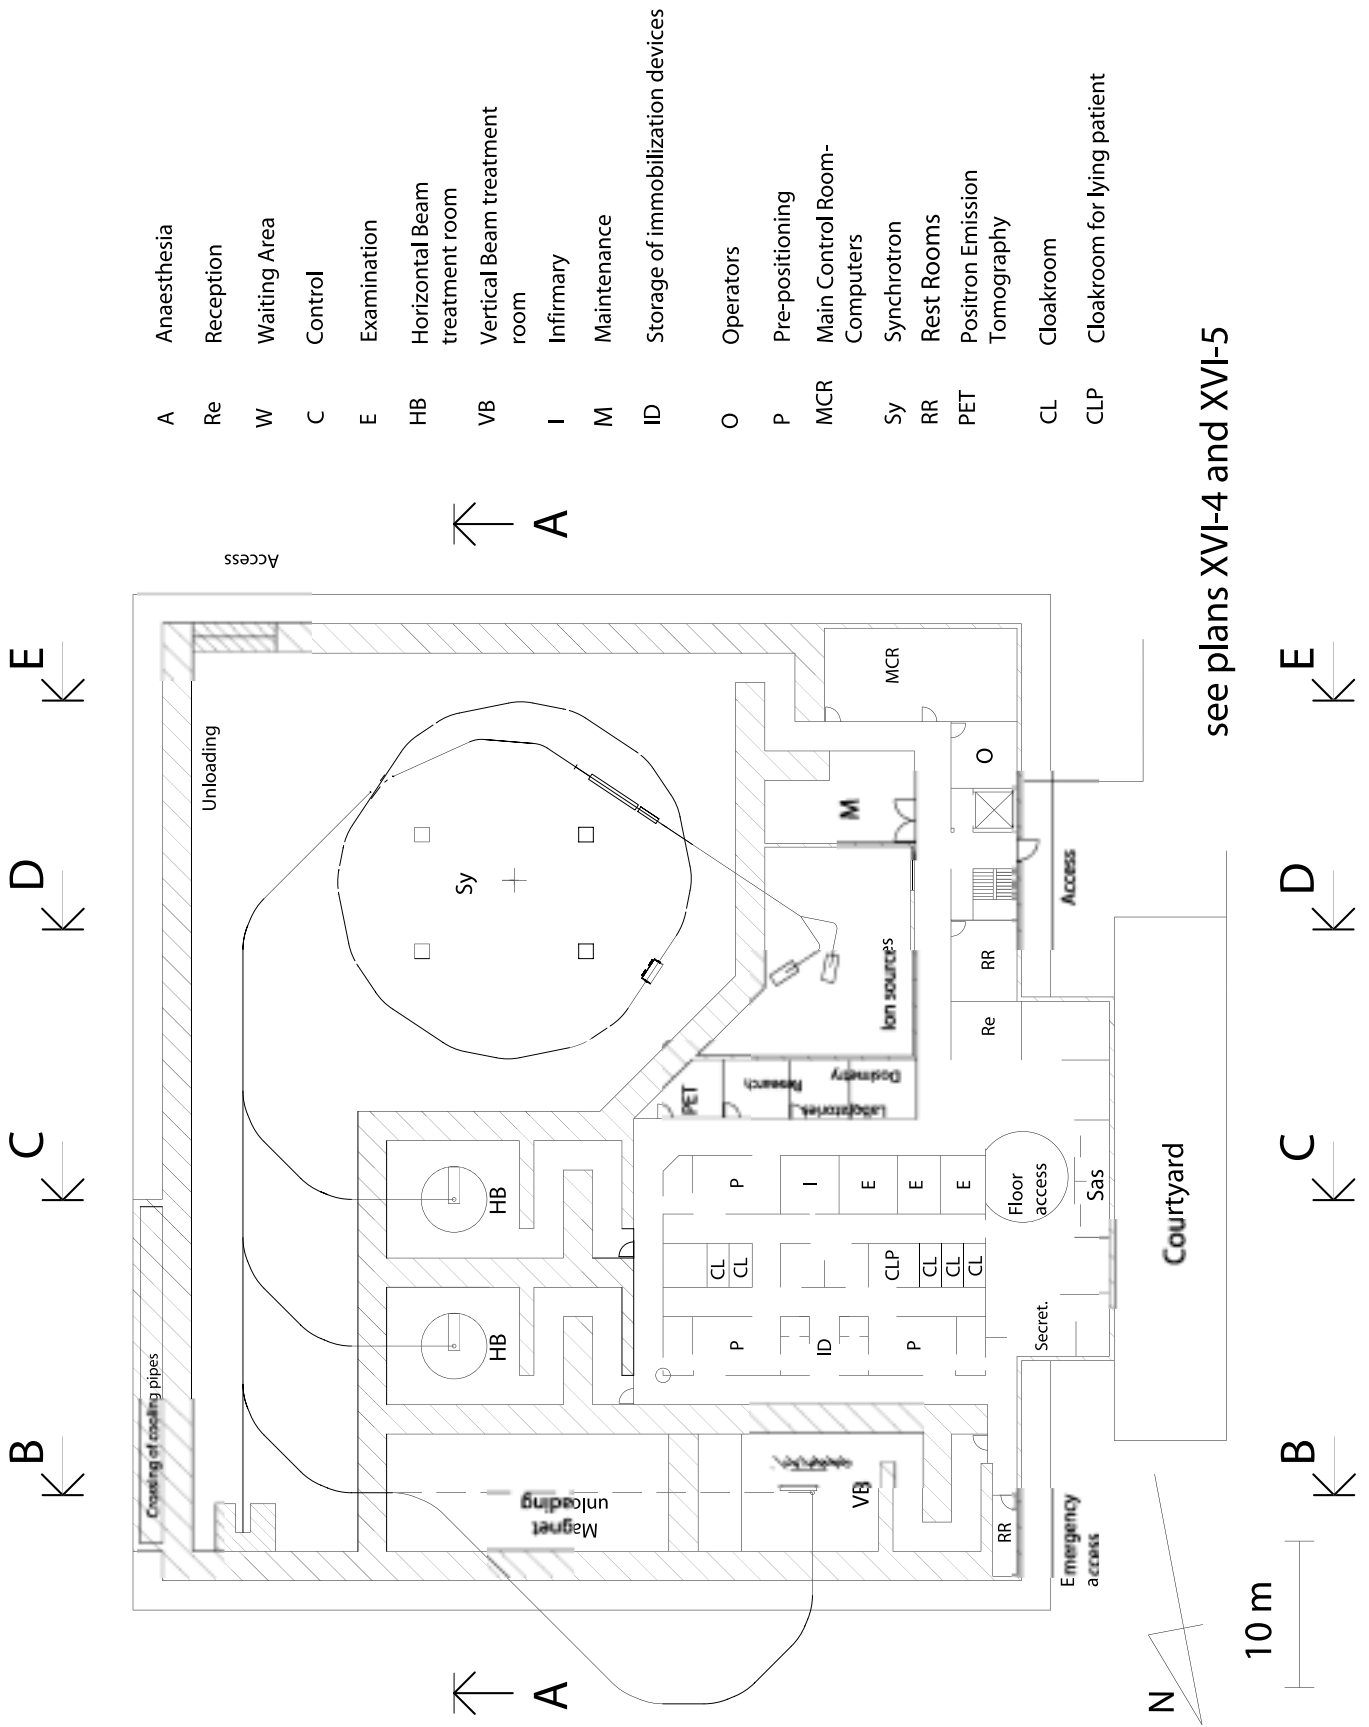 A Anaesthesia
Re Reception
W Waiting Area
C Control
E Examination
HB Horizontal Beam
treatment room
VB Vertical Beam treatment
room
I Infirmary
M Maintenance
ID Storage of immobilization devices
O Operators
P Pre-positioning
MCR Main Control Room-
Computers
Sy Synchrotron
RR Rest Rooms
PET Positron Emission
Tomography
CL Cloakroom
CLP Cloakroom for lying patient
see plans XVI-4 and XVI-5
B
C
D
E
A
A
B
C
D
E
Access
Crossing of cooling pipes
Unloading
Sy
HB
HB
Magnet
unloading
VB
MCR
M
O
Ion sources
PET
Research
Laboratories
Dosimetry
RR
Re
Access
P
I
E
E
E
Floor
access
Sas
CL
CL
CLP
CL
CL
CL
P
ID
P
Secret.
RR
Emergency
access
Courtyard
N
10 m